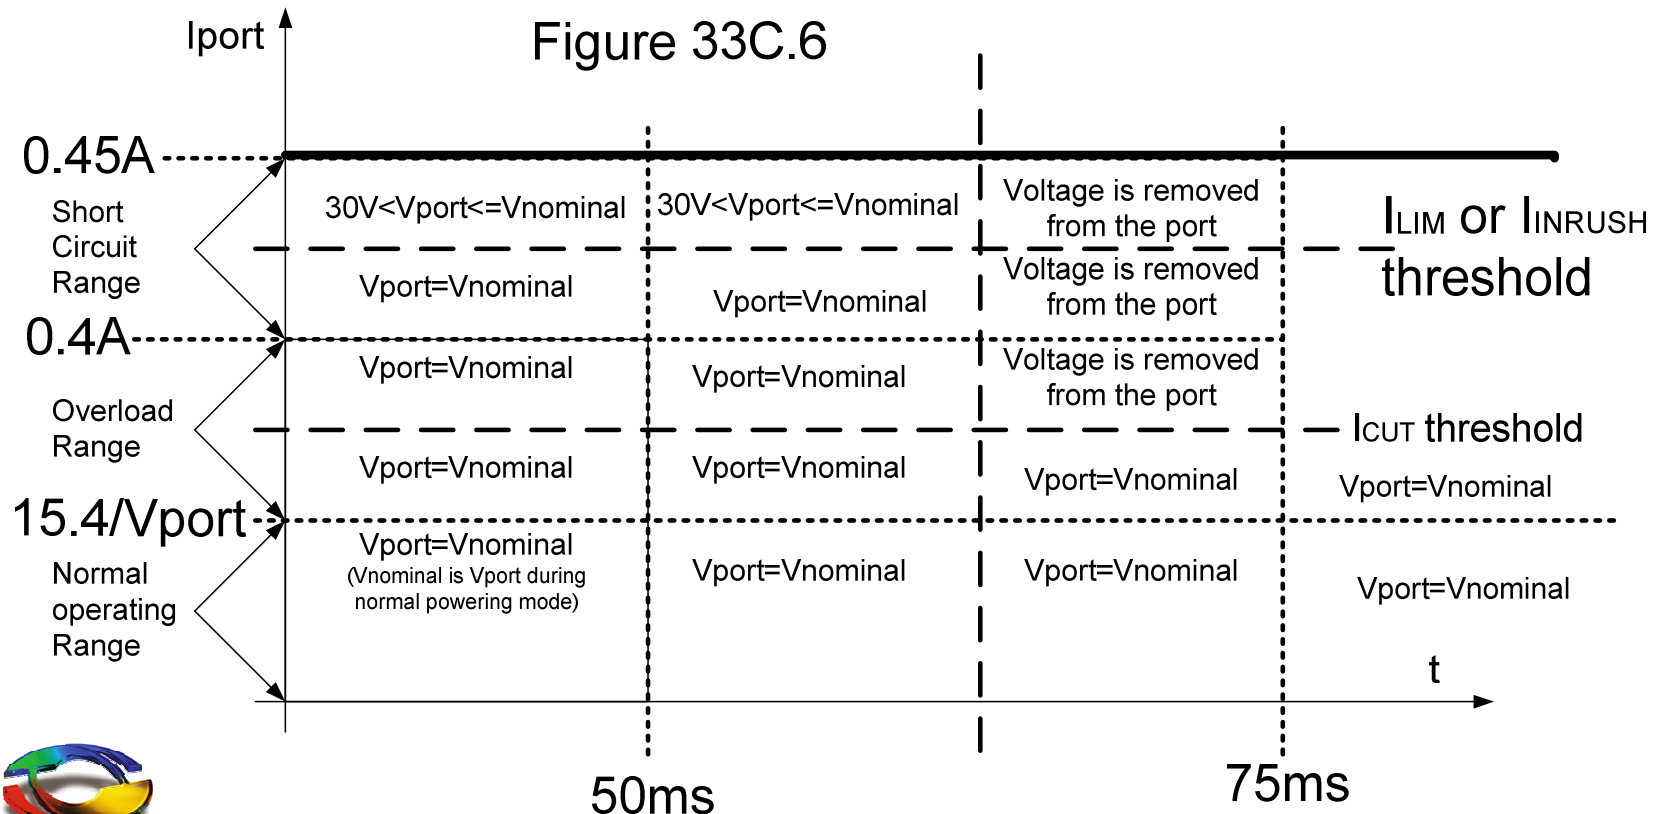 Iport
Figure 33C.6
0.45A
Short
Circuit
Range
30V<Vport<=Vnominal
30V<Vport<=Vnominal
Voltage is removed
from the port
ILIM or IINRUSH
threshold
Vport=Vnominal
Vport=Vnominal
Voltage is removed
from the port
0.4A
Overload
Range
Vport=Vnominal
Vport=Vnominal
Voltage is removed
from the port
ICUT threshold
Vport=Vnominal
Vport=Vnominal
Vport=Vnominal
Vport=Vnominal
15.4/Vport
Normal
operating
Range
Vport=Vnominal
(Vnominal is Vport during
normal powering mode)
Vport=Vnominal
Vport=Vnominal
Vport=Vnominal
t
50ms
75ms